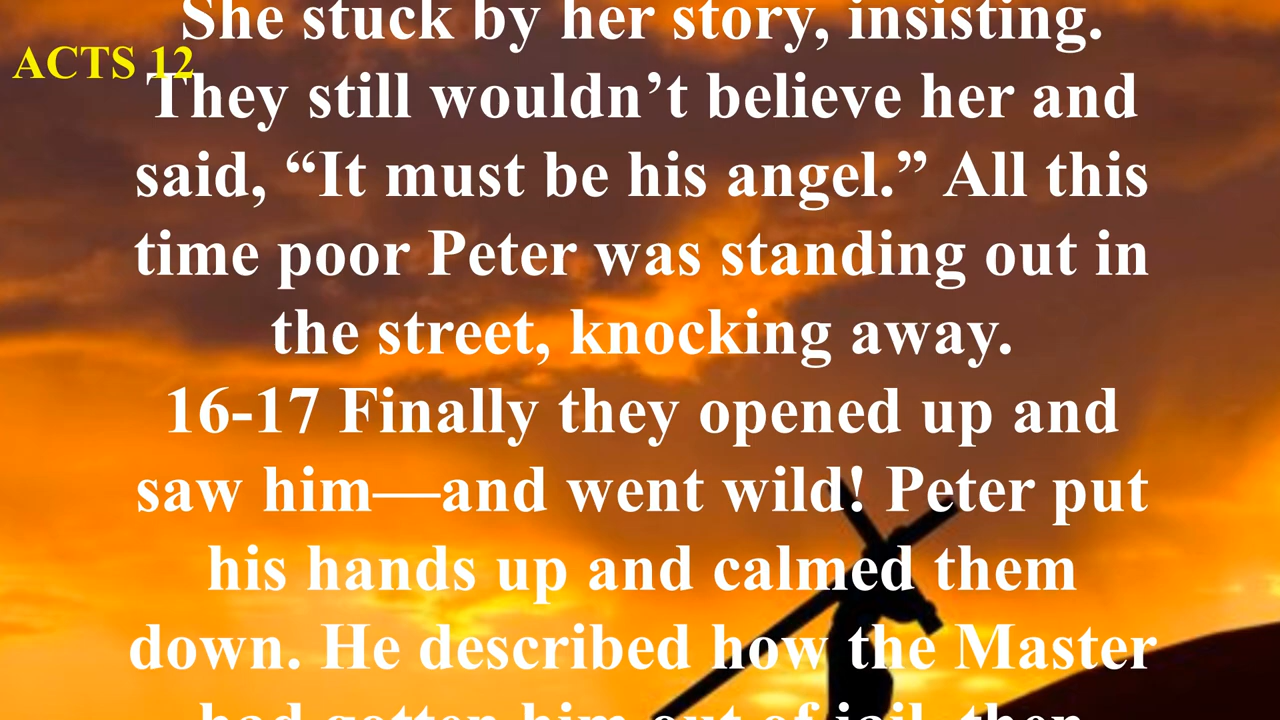 She stuck by her story, insisting.
ACTS 12
They still wouldn’t believe her and
said, “It must be his angel.” All this
time poor Peter was standing out in
the street, knocking away.
16-17 Finally they opened up and
saw him—and went wild! Peter put
his hands up and calmed them
down. He described how the Master
had gotten him out of jail, then